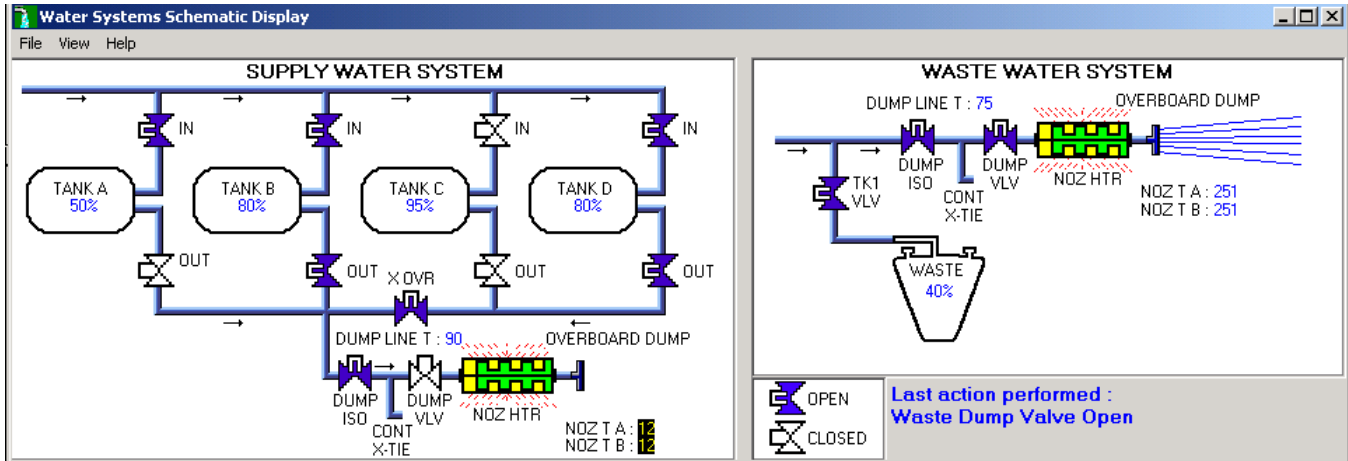 Water Systems Schematic Display
File View Help
SUPPLY WATER SYSTEM
IN IN IN IN
TANK A TANK B TANK C TANK D
50% 80% 95% 80%
OUT OUT OUT OUT
X OVR
DUMP LINE T : 90 OVERBOARD DUMP
DUMP ISO
DUMP VLV
NOZ HTR
CONT X-TIE
NOZ T A : 12
NOZ T B : 12
WASTE WATER SYSTEM
DUMP LINE T : 75 OVERBOARD DUMP
DUMP ISO
DUMP VLV
NOZ HTR
TK1 VLV
CONT X-TIE
NOZ T A : 251
NOZ T B : 251
WASTE
40%
OPEN
CLOSED
Last action performed :
Waste Dump Valve Open